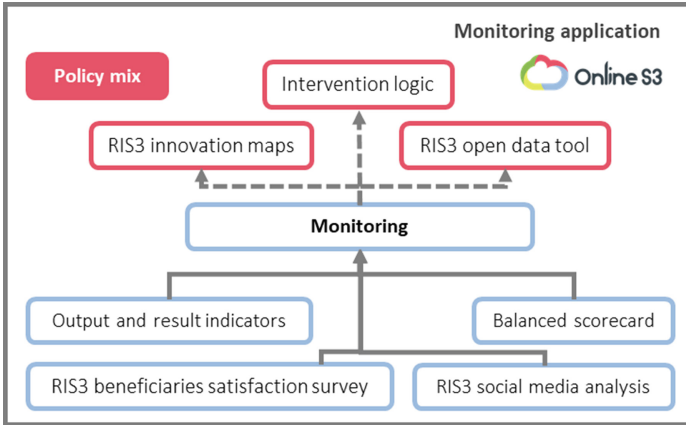 Monitoring application
Policy mix
Intervention logic
Online S3
RIS3 innovation maps
RIS3 open data tool
Monitoring
Output and result indicators
Balanced scorecard
RIS3 beneficiaries satisfaction survey
RIS3 social media analysis